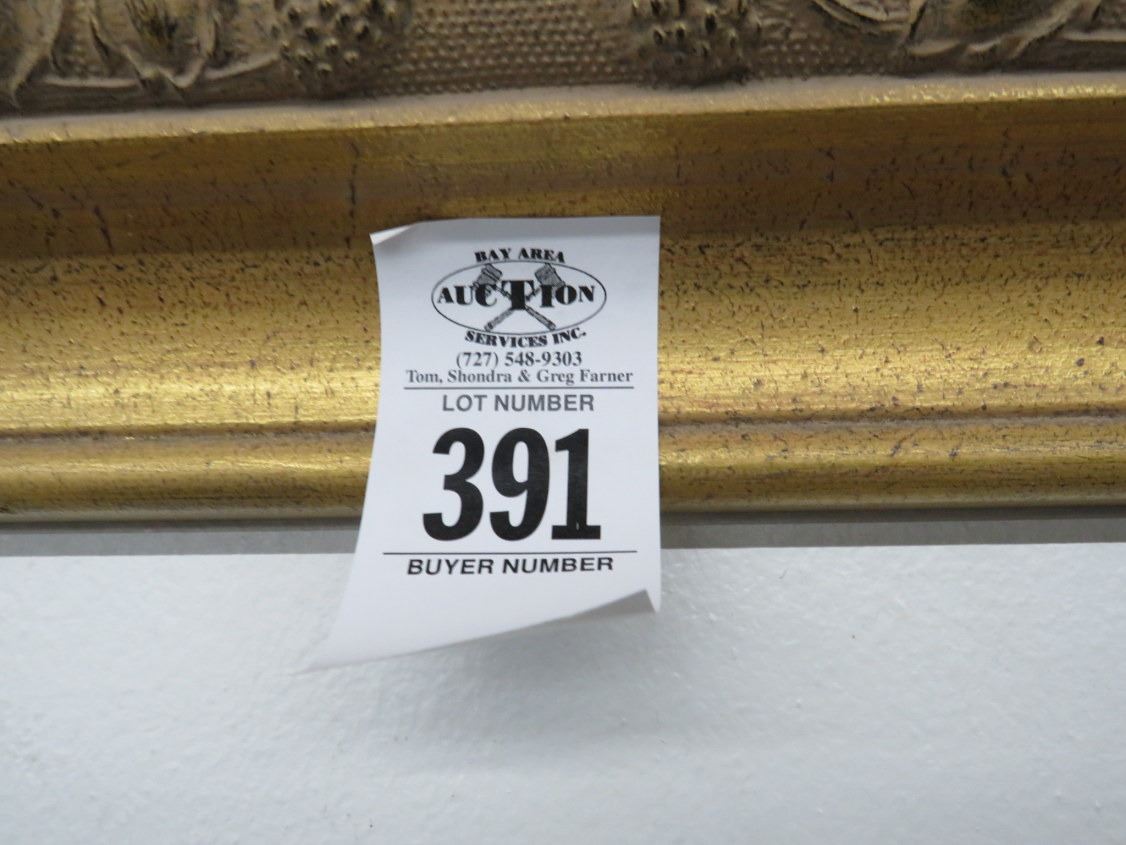 BAY AREA
AUCTION
SERVICES INC.
(727) 548-9303
Tom, Shondra & Greg Farner
LOT NUMBER
391
BUYER NUMBER